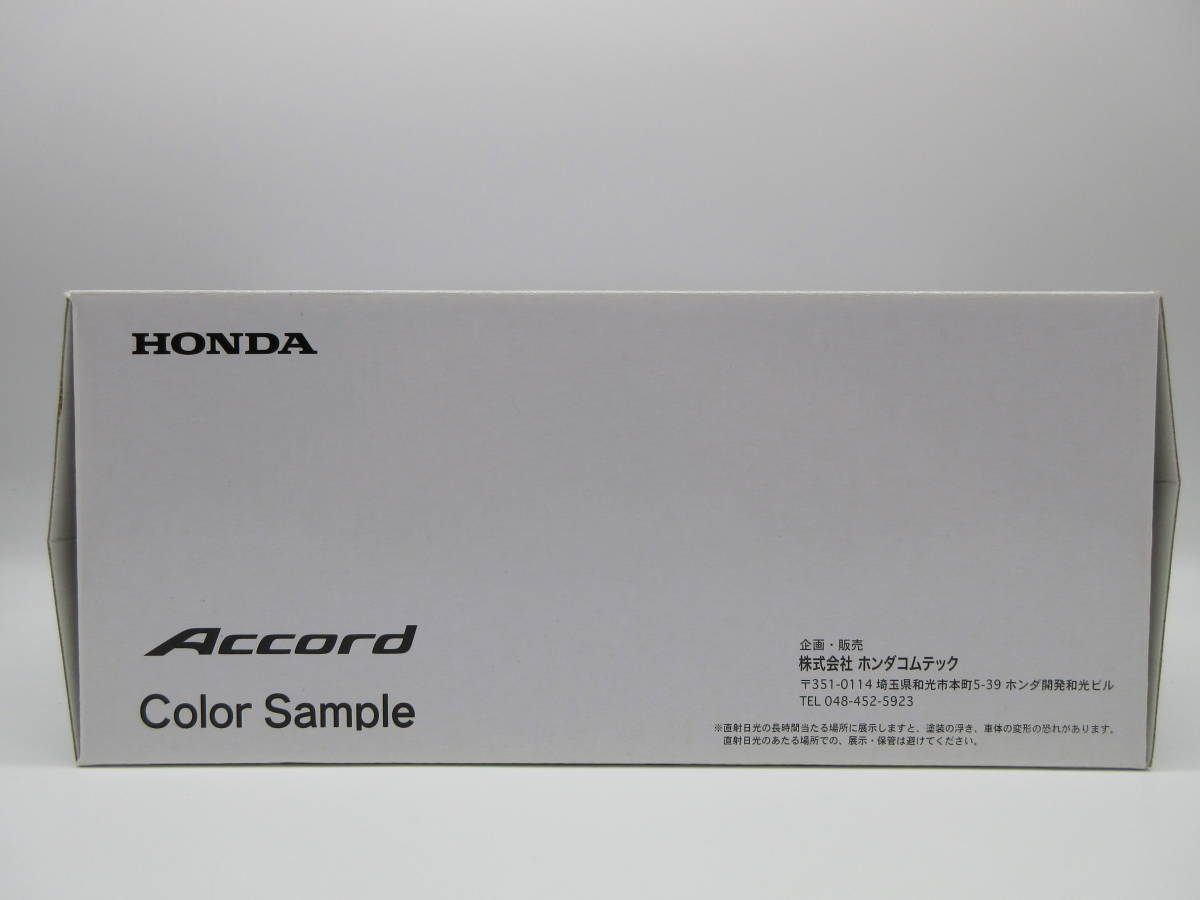 HONDA
Accord
Color Sample
企画・販売
株式会社 ホンダコムテック
〒351-0114 埼玉県和光市本町5-39 ホンダ開発和光ビル
TEL 048-452-5923
※直射日光の長時間当たる場所に展示しますと、塗装の浮き、車体の変形の恐れがあります。
直射日光のあたる場所での、展示・保管は避けてください。